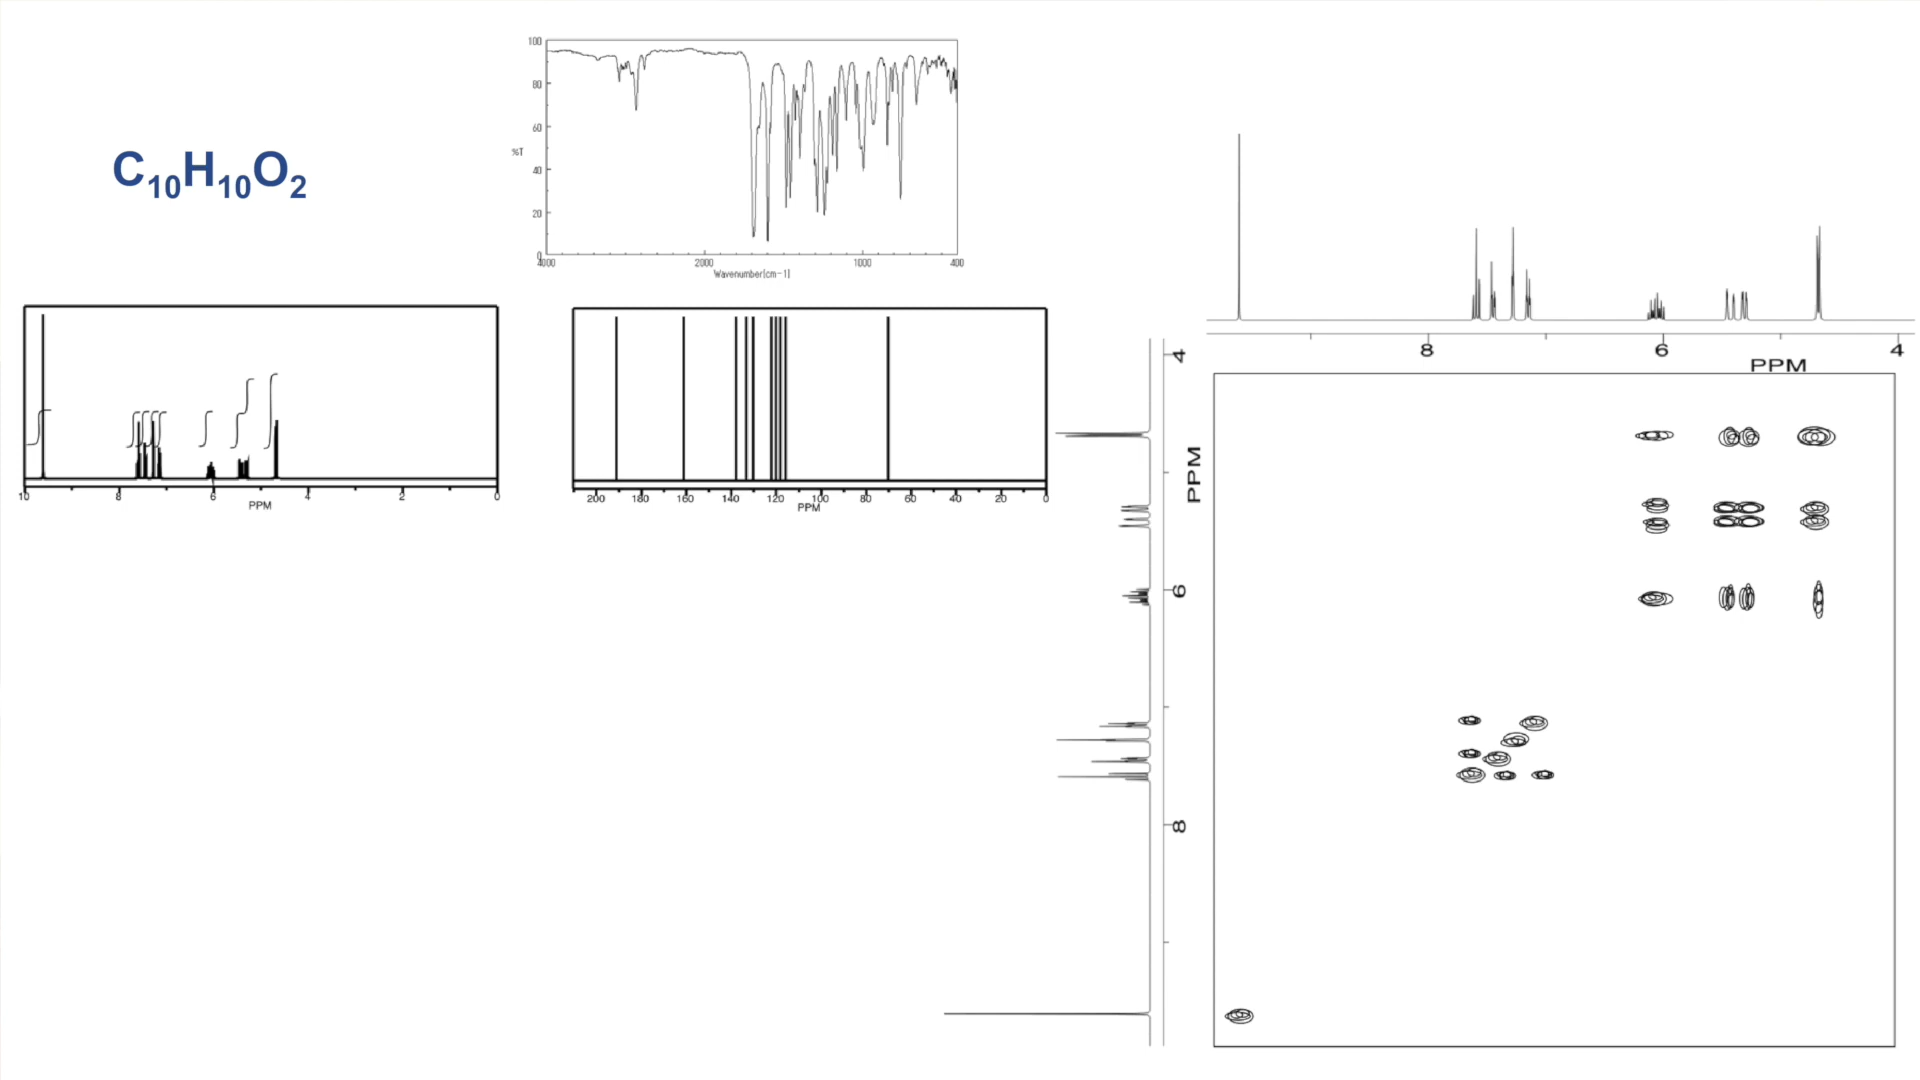 C10H10O2
100
80
60
%T
40
20
0
4000 2000 1000 400
Wavenumber[cm-1]
10 8 6 4 2 0
PPM
200 180 160 140 120 100 80 60 40 20 0
PPM
8 6 4
PPM
4
PPM
6
8